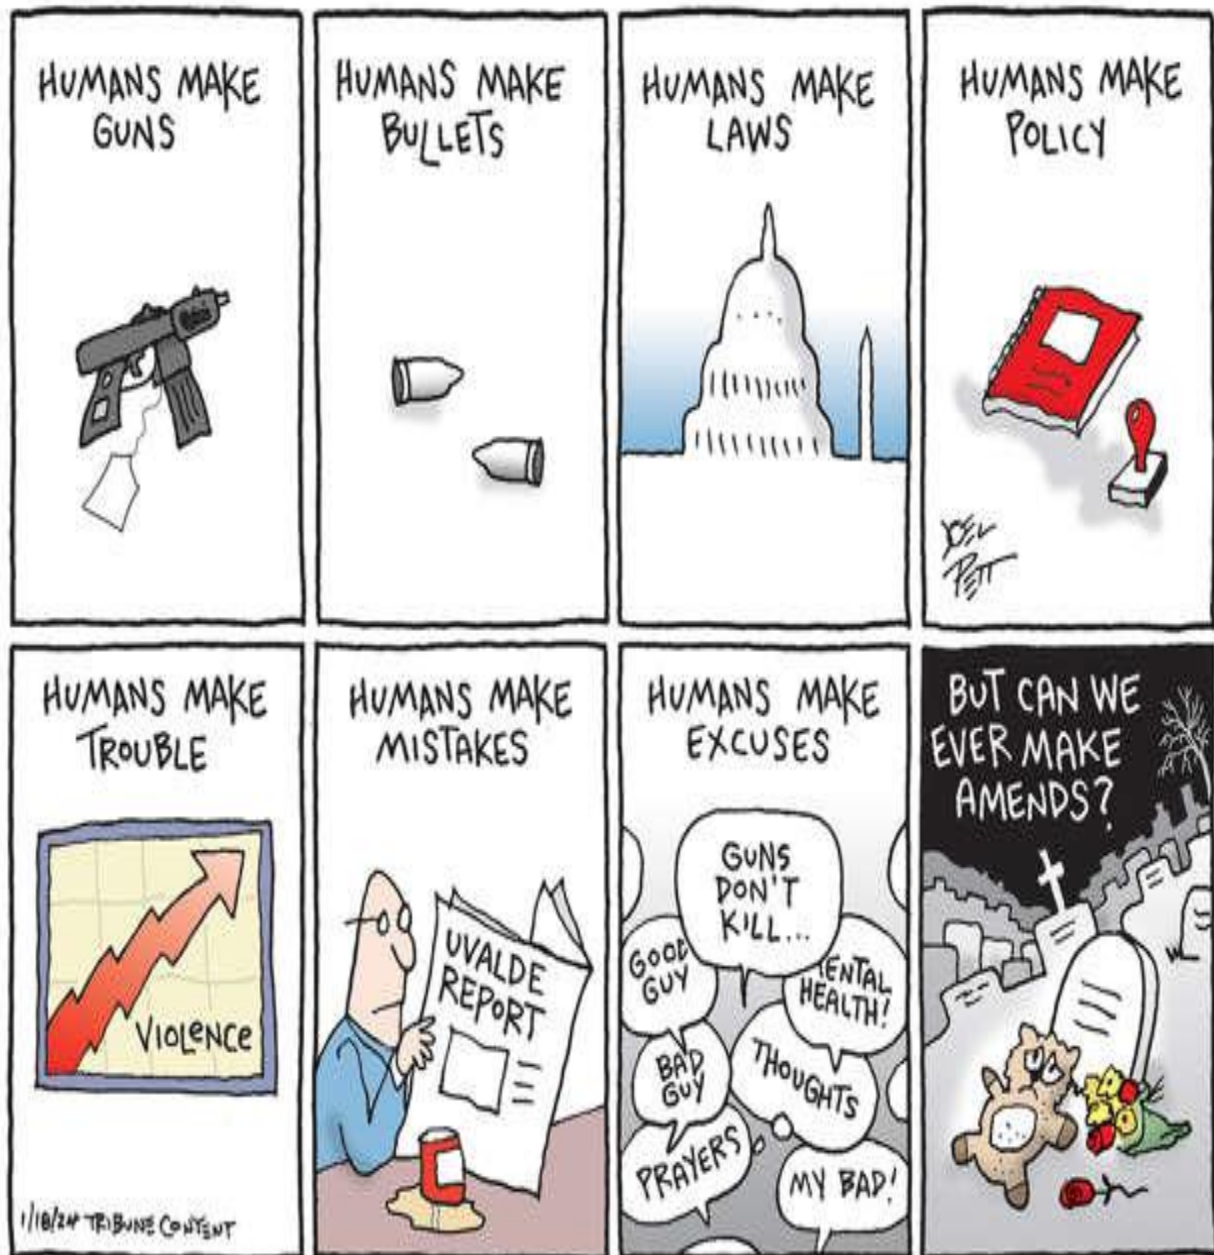 HUMANS MAKE
GUNS
HUMANS MAKE
BULLETS
HUMANS MAKE
LAWS
HUMANS MAKE
POLICY
JOEL
PETT
HUMANS MAKE
TROUBLE
VIOLENCE
1/18/24 TRIBUNE CONTENT
HUMANS MAKE
MISTAKES
UVALDE
REPORT
HUMANS MAKE
EXCUSES
GUNS
DON'T
KILL...
GOOD
GUY
MENTAL
HEALTH!
BAD
GUY
THOUGHTS
PRAYERS
MY BAD!
BUT CAN WE
EVER MAKE
AMENDS?